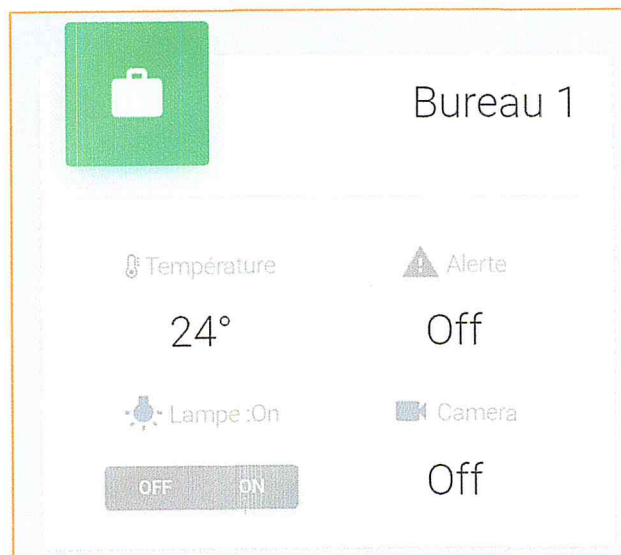 Bureau 1
Température
Alerte
24°
Off
Lampe :On
Camera
OFF ON
Off